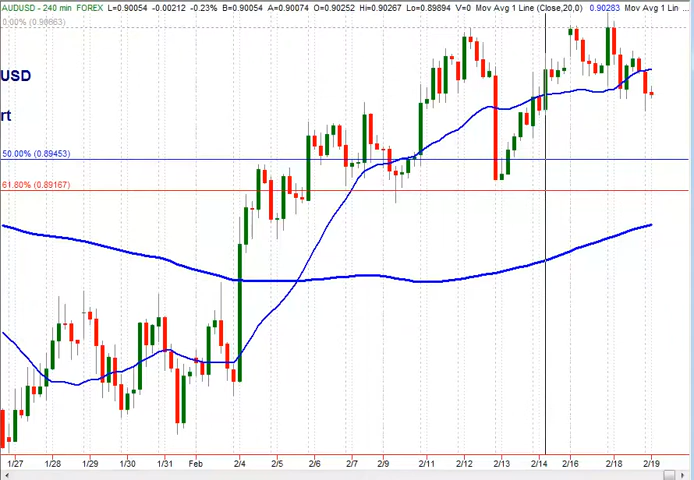 AUDUSD - 240 min FOREX L=0.90054 -0.00212 -0.23% B=0.90054 A=0.90074 O=0.90252 Hi=0.90267 Lo=0.89894 V=0 Mov Avg 1 Line (Close,20,0) 0.90283 Mov Avg 1 Lin ...
0.00% (0.90663)
USD
rt
50.00% (0.89453)
61.80% (0.89167)
1/27 1/28 1/29 1/30 1/31 Feb 2/4 2/5 2/6 2/7 2/9 2/11 2/12 2/13 2/14 2/16 2/17 2/18 2/19